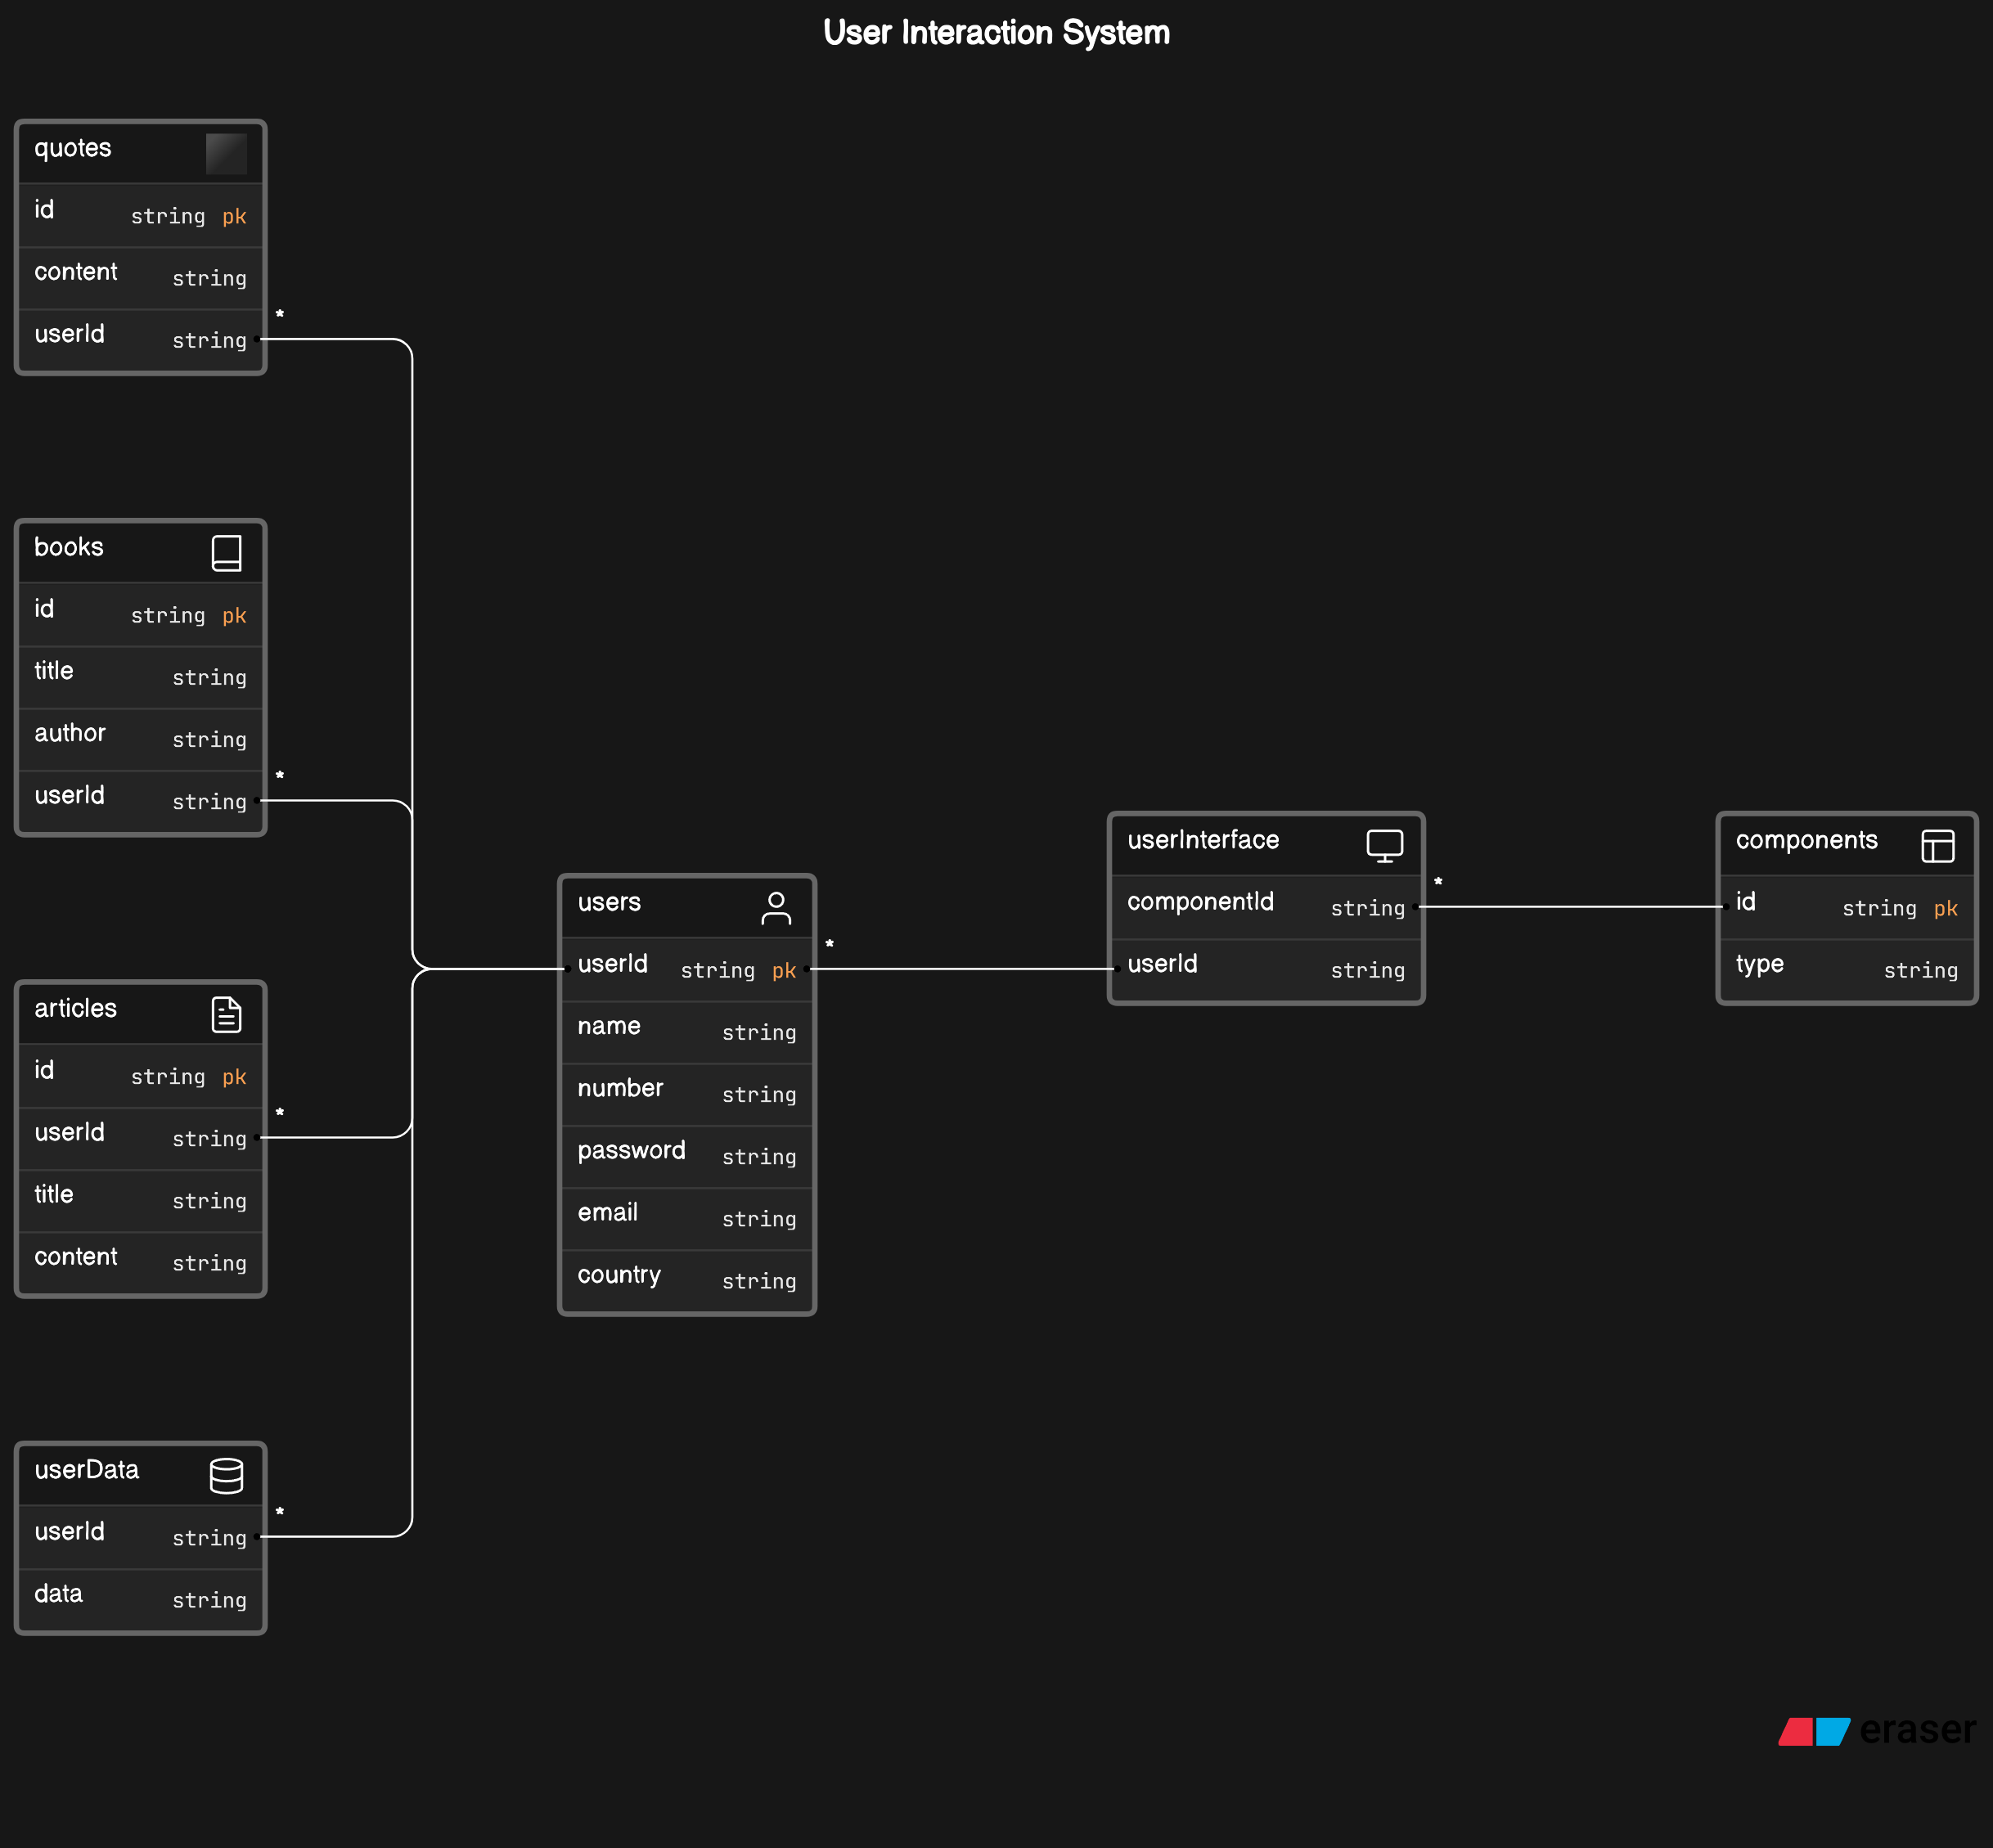 User Interaction System
quotes
id string pk
content string
userId string
*
books
id string pk
title string
author string
userId string
*
articles
id string pk
userId string
*
title string
content string
userData
userId string
*
data string
users
userId string pk
*
name string
number string
password string
email string
country string
userInterface
componentId string
*
userId string
components
id string pk
type string
eraser